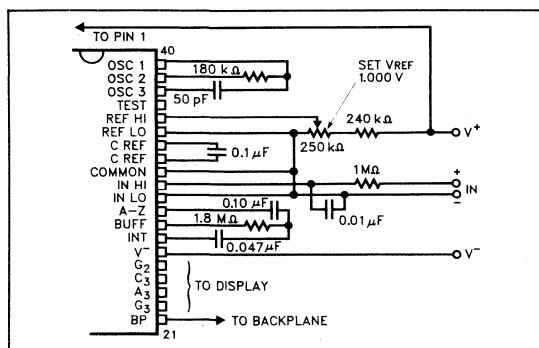 TO PIN 1
40
OSC 1
OSC 2
OSC 3
TEST
REF HI
REF LO
C REF
C REF
COMMON
IN HI
IN LO
A-Z
BUFF
INT
V⁻
G₂
C₃
A₃
G₃
BP
21
180 kΩ
50 pF
SET VREF
1.000 V
250 kΩ
240 kΩ
V⁺
0.1 µF
1MΩ
+
IN
−
0.01 µF
0.10 µF
1.8 MΩ
0.047 µF
V⁻
TO DISPLAY
TO BACKPLANE